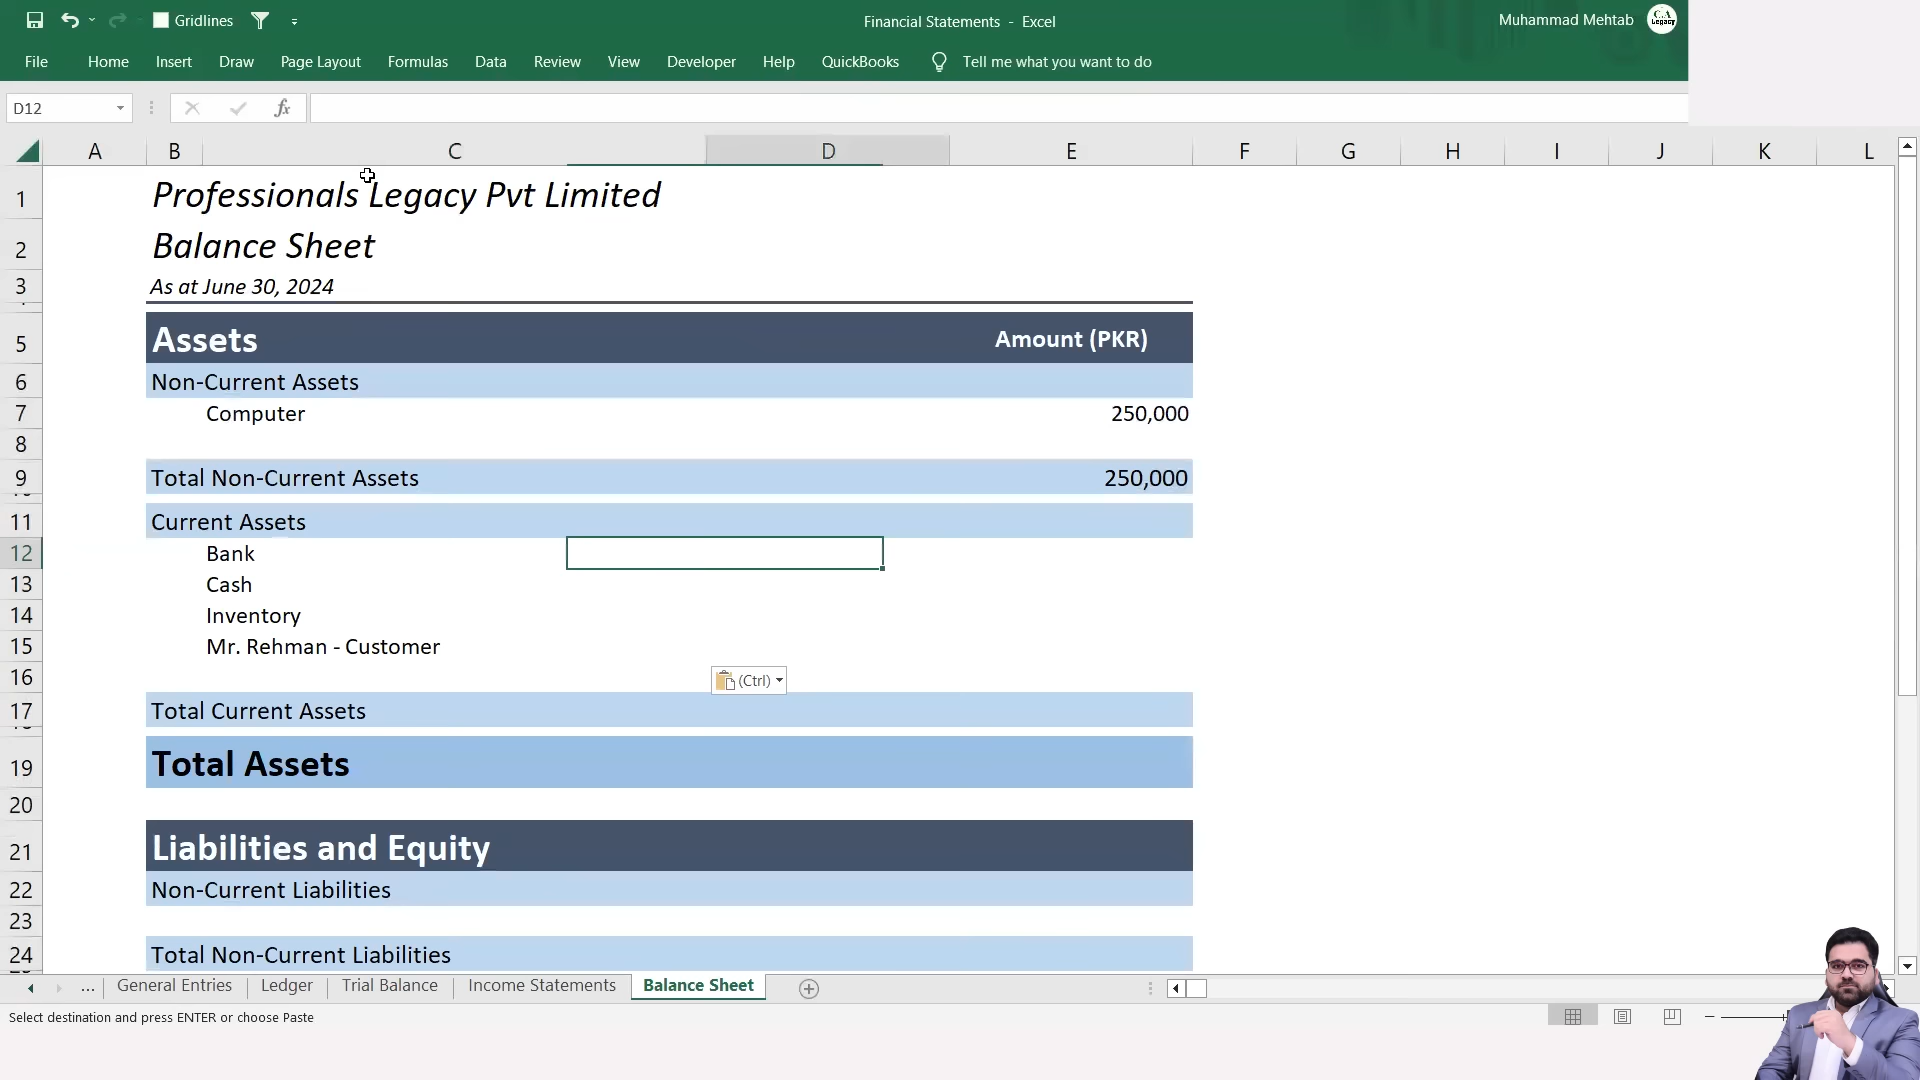 Gridlines
Financial Statements - Excel
Muhammad Mehtab
C.A Legacy
File Home Insert Draw Page Layout Formulas Data Review View Developer Help QuickBooks Tell me what you want to do
D12 fx
A B C D E F G H I J K L
1 Professionals Legacy Pvt Limited
2 Balance Sheet
3 As at June 30, 2024
5 Assets Amount (PKR)
6 Non-Current Assets
7 Computer 250,000
8
9 Total Non-Current Assets 250,000
11 Current Assets
12 Bank
13 Cash
14 Inventory
15 Mr. Rehman - Customer
16 (Ctrl)
17 Total Current Assets
19 Total Assets
20
21 Liabilities and Equity
22 Non-Current Liabilities
23
24 Total Non-Current Liabilities
... General Entries Ledger Trial Balance Income Statements Balance Sheet
Select destination and press ENTER or choose Paste